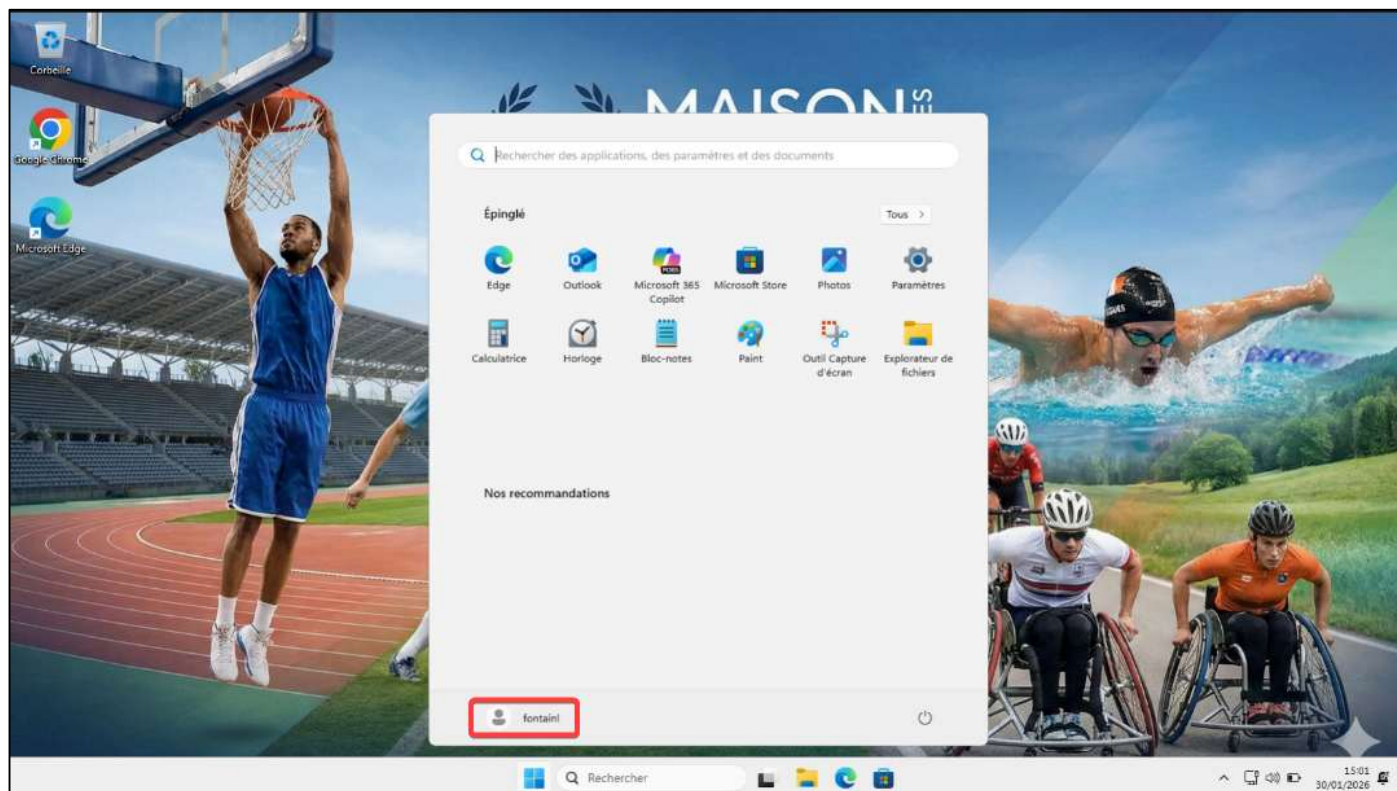 Corbeille
Google Chrome
Microsoft Edge
MAISON
Rechercher des applications, des paramètres et des documents
Épinglé
Tous >
Edge
Outlook
Microsoft 365
Copilot
Microsoft Store
Photos
Paramètres
Calculatrice
Horloge
Bloc-notes
Paint
Outil Capture
d'écran
Explorateur de
fichiers
Nos recommandations
fontainl
Rechercher
15:01
30/01/2026